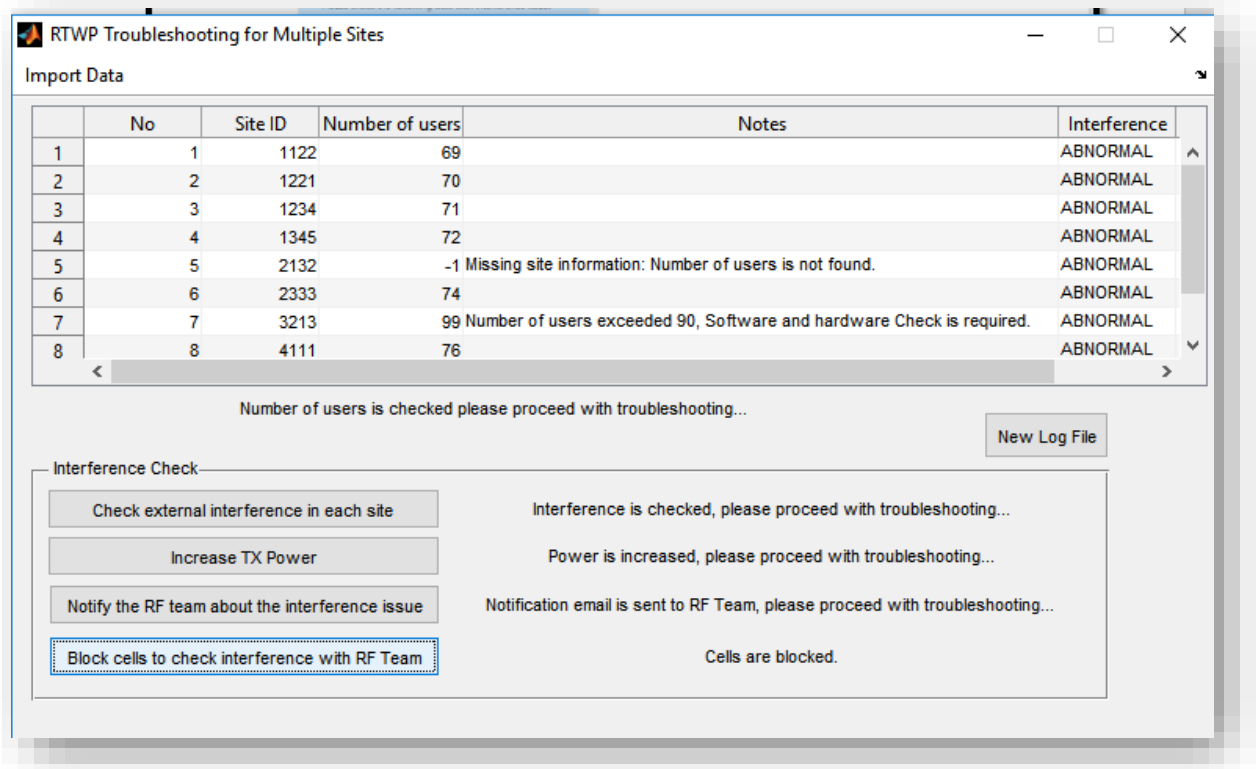 RTWP Troubleshooting for Multiple Sites
Import Data
No Site ID Number of users Notes Interference
1 1 1122 69 ABNORMAL
2 2 1221 70 ABNORMAL
3 3 1234 71 ABNORMAL
4 4 1345 72 ABNORMAL
5 5 2132 -1 Missing site information: Number of users is not found. ABNORMAL
6 6 2333 74 ABNORMAL
7 7 3213 99 Number of users exceeded 90, Software and hardware Check is required. ABNORMAL
8 8 4111 76 ABNORMAL
Number of users is checked please proceed with troubleshooting...
New Log File
Interference Check
Check external interference in each site Interference is checked, please proceed with troubleshooting...
Increase TX Power Power is increased, please proceed with troubleshooting...
Notify the RF team about the interference issue Notification email is sent to RF Team, please proceed with troubleshooting...
Block cells to check interference with RF Team Cells are blocked.